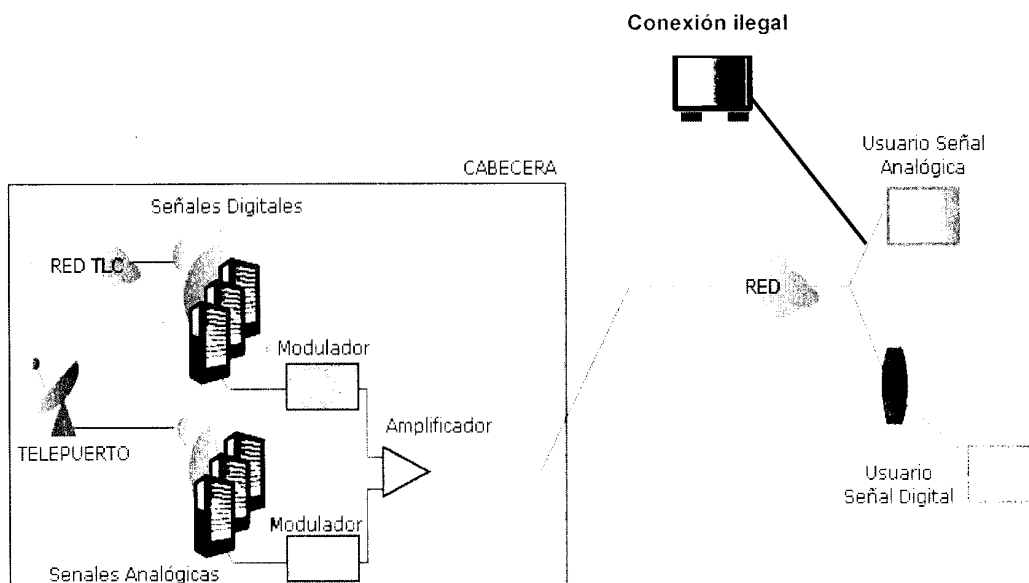 Conexión ilegal
Usuario Señal
Analógica
CABECERA
Señales Digitales
RED TLC
RED
Modulador
Amplificador
TELEPUERTO
Usuario
Señal Digital
Modulador
Senales Analógicas